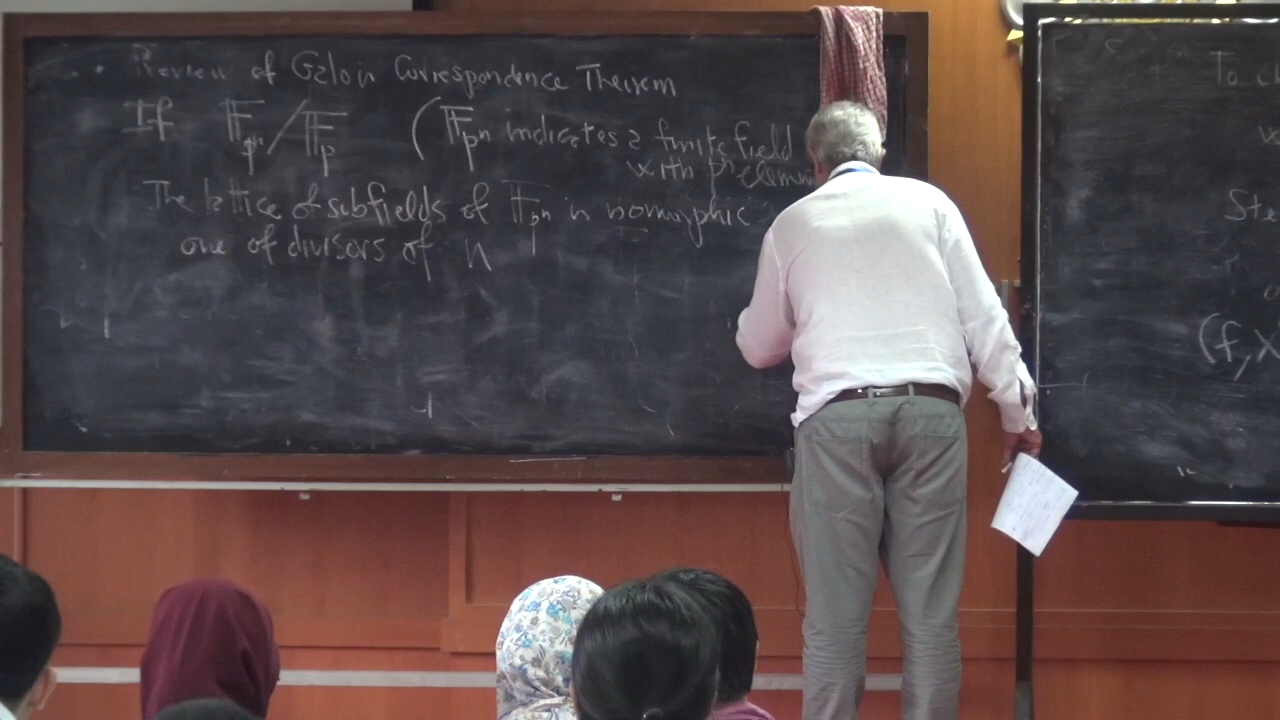 • Review of Galois Correspondence Theorem
If F_{p^n}/F_p (F_{p^n} indicates a finite field
with p^n elemen
The lattice of subfields of F_{p^n} is isomorphic
one of divisors of n
To c
Ste
(f, x